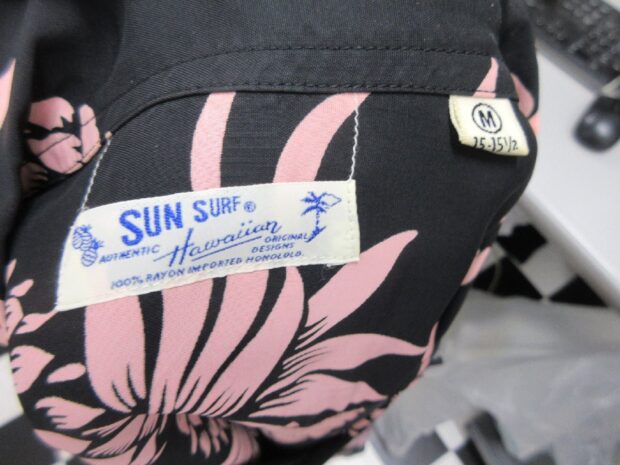 SUN SURF®
AUTHENTIC Hawaiian ORIGINAL DESIGNS
100% RAYON IMPORTED HONOLULU.
M
15-15½